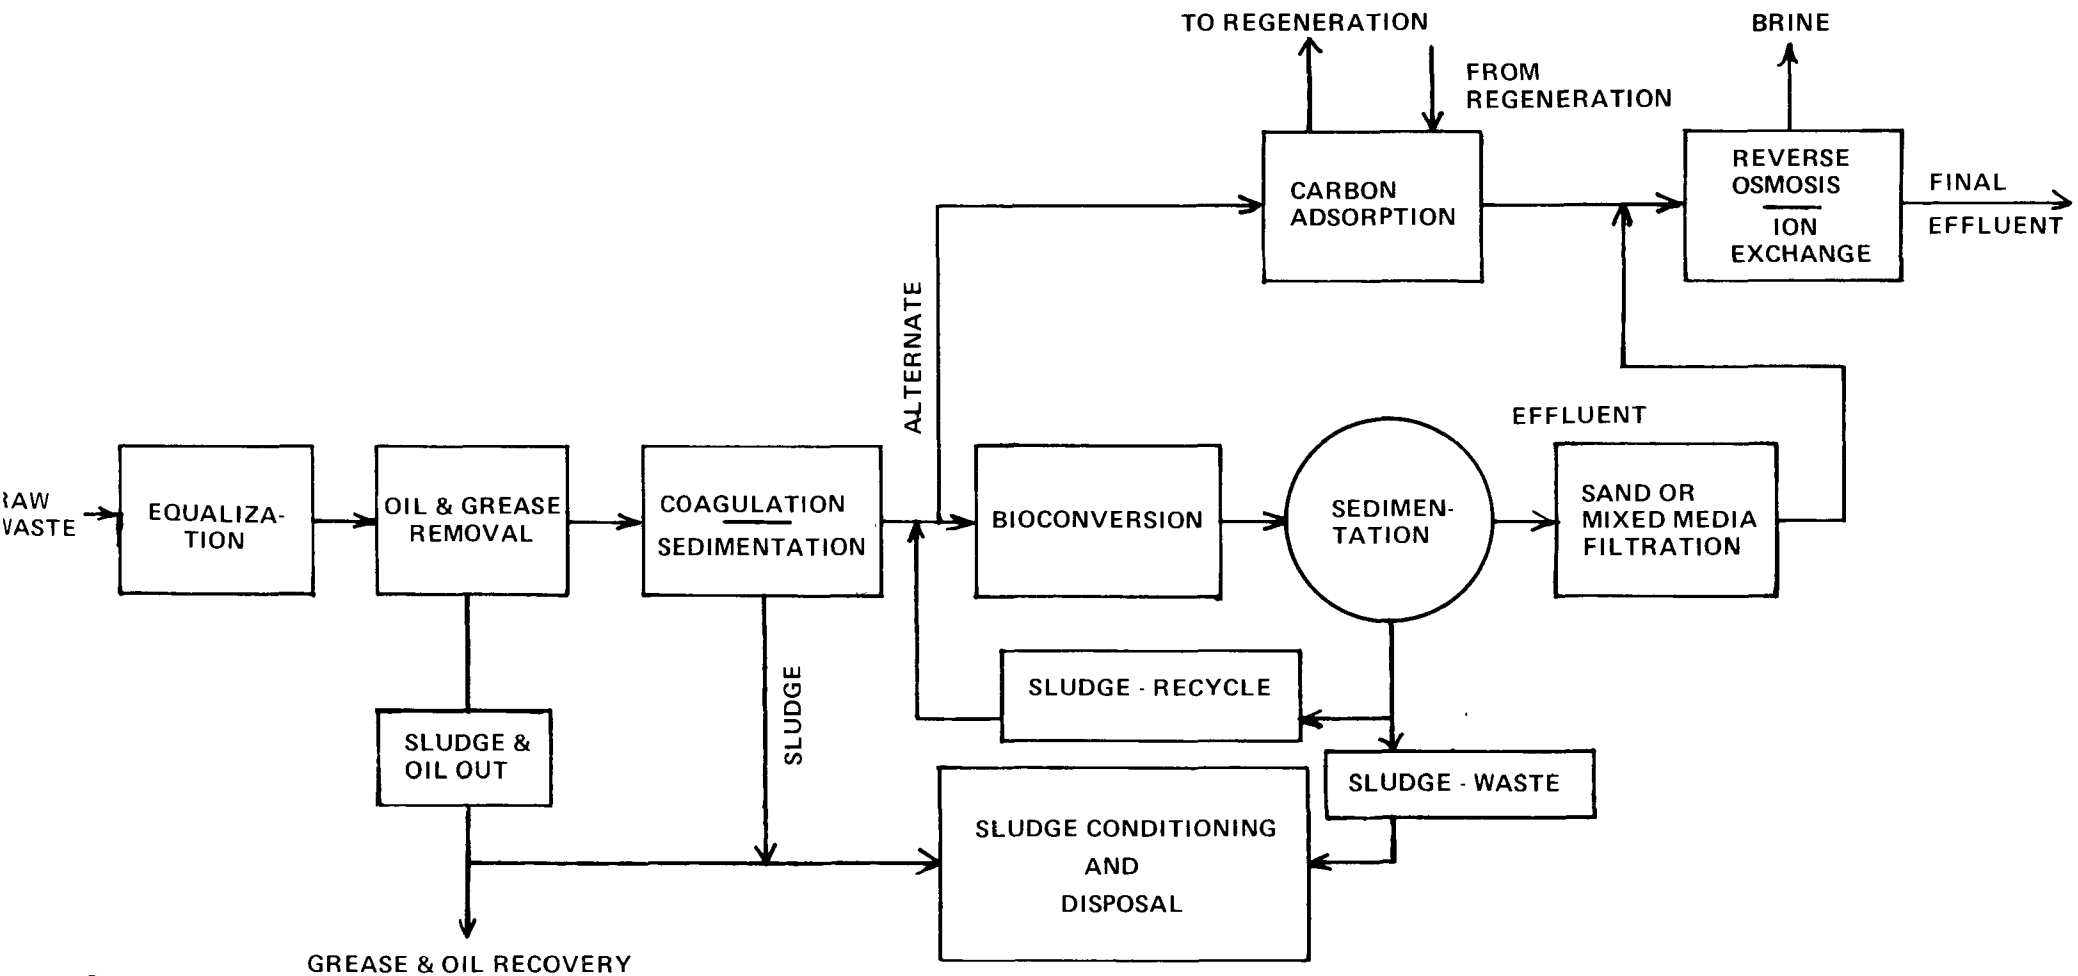 TO REGENERATION
BRINE
FROM
REGENERATION
CARBON
ADSORPTION
REVERSE
OSMOSIS
ION
EXCHANGE
FINAL
EFFLUENT
ALTERNATE
EFFLUENT
RAW
WASTE
EQUALIZA-
TION
OIL & GREASE
REMOVAL
COAGULATION
SEDIMENTATION
BIOCONVERSION
SEDIMEN-
TATION
SAND OR
MIXED MEDIA
FILTRATION
SLUDGE & 
OIL OUT
SLUDGE
SLUDGE - RECYCLE
SLUDGE - WASTE
SLUDGE CONDITIONING
AND
DISPOSAL
GREASE & OIL RECOVERY